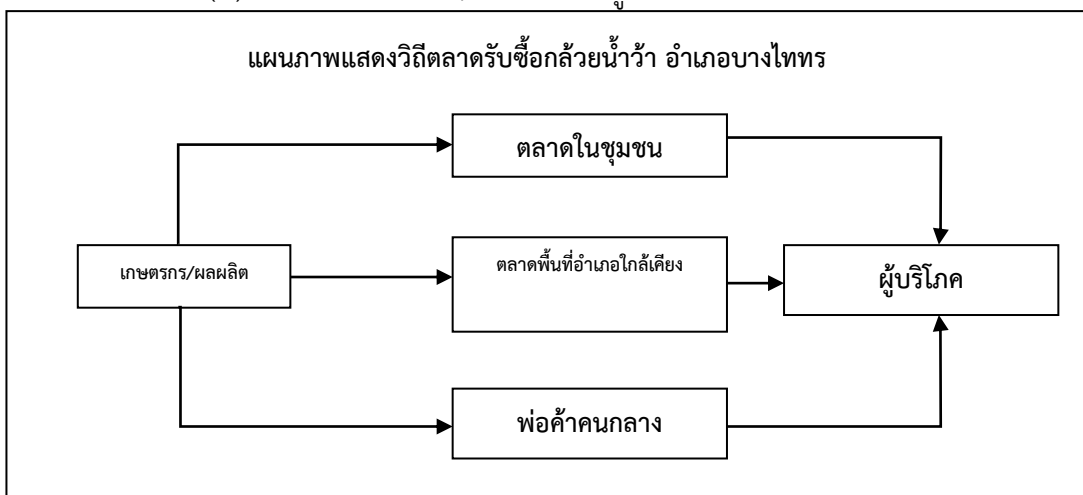 แผนภาพแสดงวิถีตลาดรับซื้อกล้วยน้ำว้า อำเภอบางไทร
ตลาดในชุมชน
เกษตรกร/ผลผลิต
ตลาดพื้นที่อำเภอใกล้เคียง
ผู้บริโภค
พ่อค้าคนกลาง